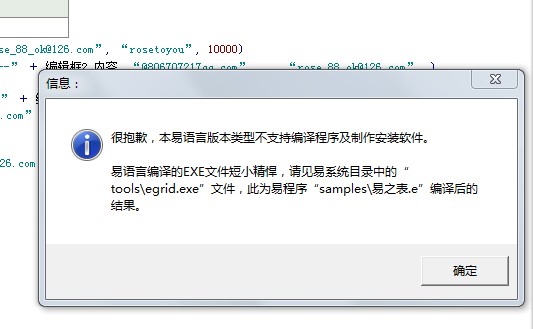 se_88_ok@126.com”, “rosetoyou”, 10000)
--” + 编辑框2.内容, “@806707217qq.com”, “rose_88_ok@126.com”, )
信息：
” +
.com”
很抱歉，本易语言版本类型不支持编译程序及制作安装软件。
易语言编译的EXE文件短小精悍，请见易系统目录中的“
26.com
tools\egrid.exe”文件，此为易程序“samples\易之表.e”编译后的
结果。
确定